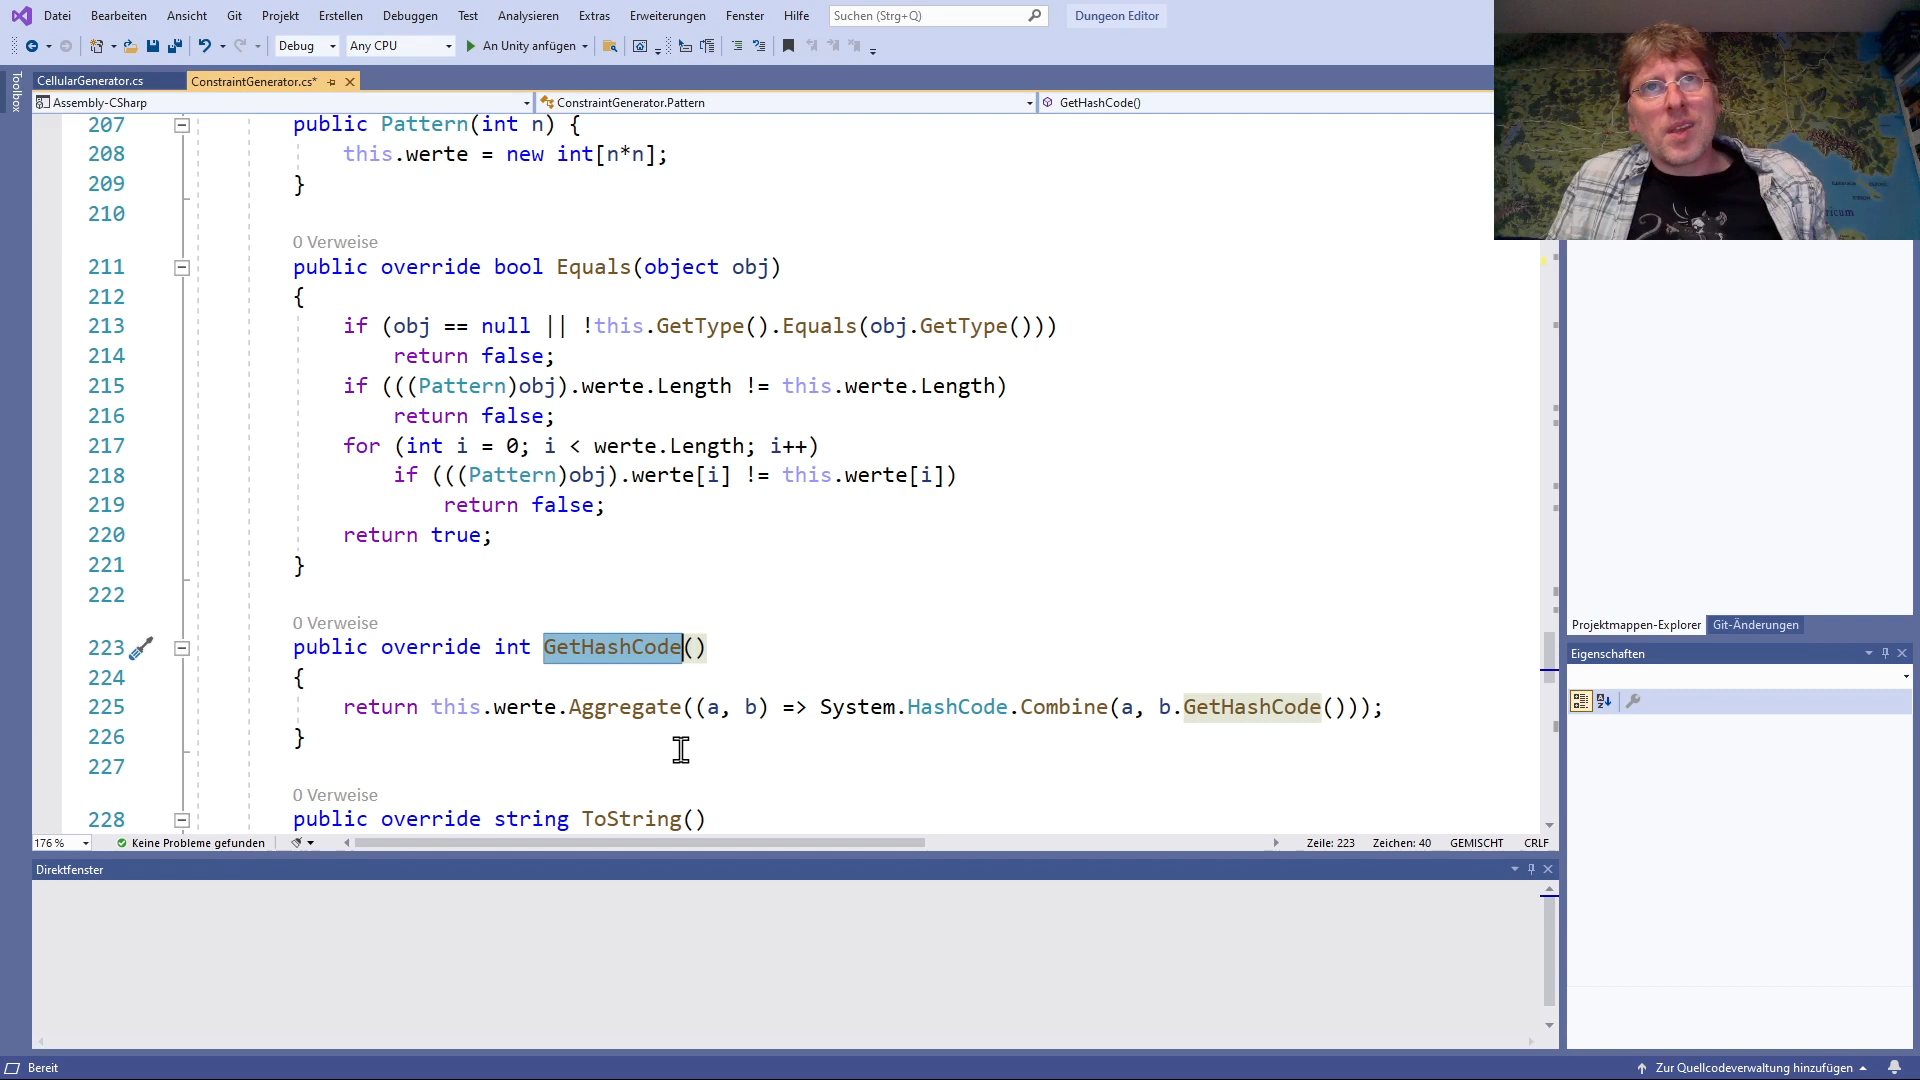 Datei Bearbeiten Ansicht Git Projekt Erstellen Debuggen Test Analysieren Extras Erweiterungen Fenster Hilfe Suchen (Strg+Q) Dungeon Editor
Debug Any CPU An Unity anfügen
Toolbox
CellularGenerator.cs ConstraintGenerator.cs*
Assembly-CSharp ConstraintGenerator.Pattern GetHashCode()
207 public Pattern(int n) {
208 this.werte = new int[n*n];
209 }
210
0 Verweise
211 public override bool Equals(object obj)
212 {
213 if (obj == null || !this.GetType().Equals(obj.GetType()))
214 return false;
215 if (((Pattern)obj).werte.Length != this.werte.Length)
216 return false;
217 for (int i = 0; i < werte.Length; i++)
218 if (((Pattern)obj).werte[i] != this.werte[i])
219 return false;
220 return true;
221 }
222
0 Verweise
223 public override int GetHashCode()
224 {
225 return this.werte.Aggregate((a, b) => System.HashCode.Combine(a, b.GetHashCode()));
226 }
227
0 Verweise
228 public override string ToString()
176 % Keine Probleme gefunden Zeile: 223 Zeichen: 40 GEMISCHT CRLF
Direktfenster
Projektmappen-Explorer Git-Änderungen
Eigenschaften
Bereit Zur Quellcodeverwaltung hinzufügen